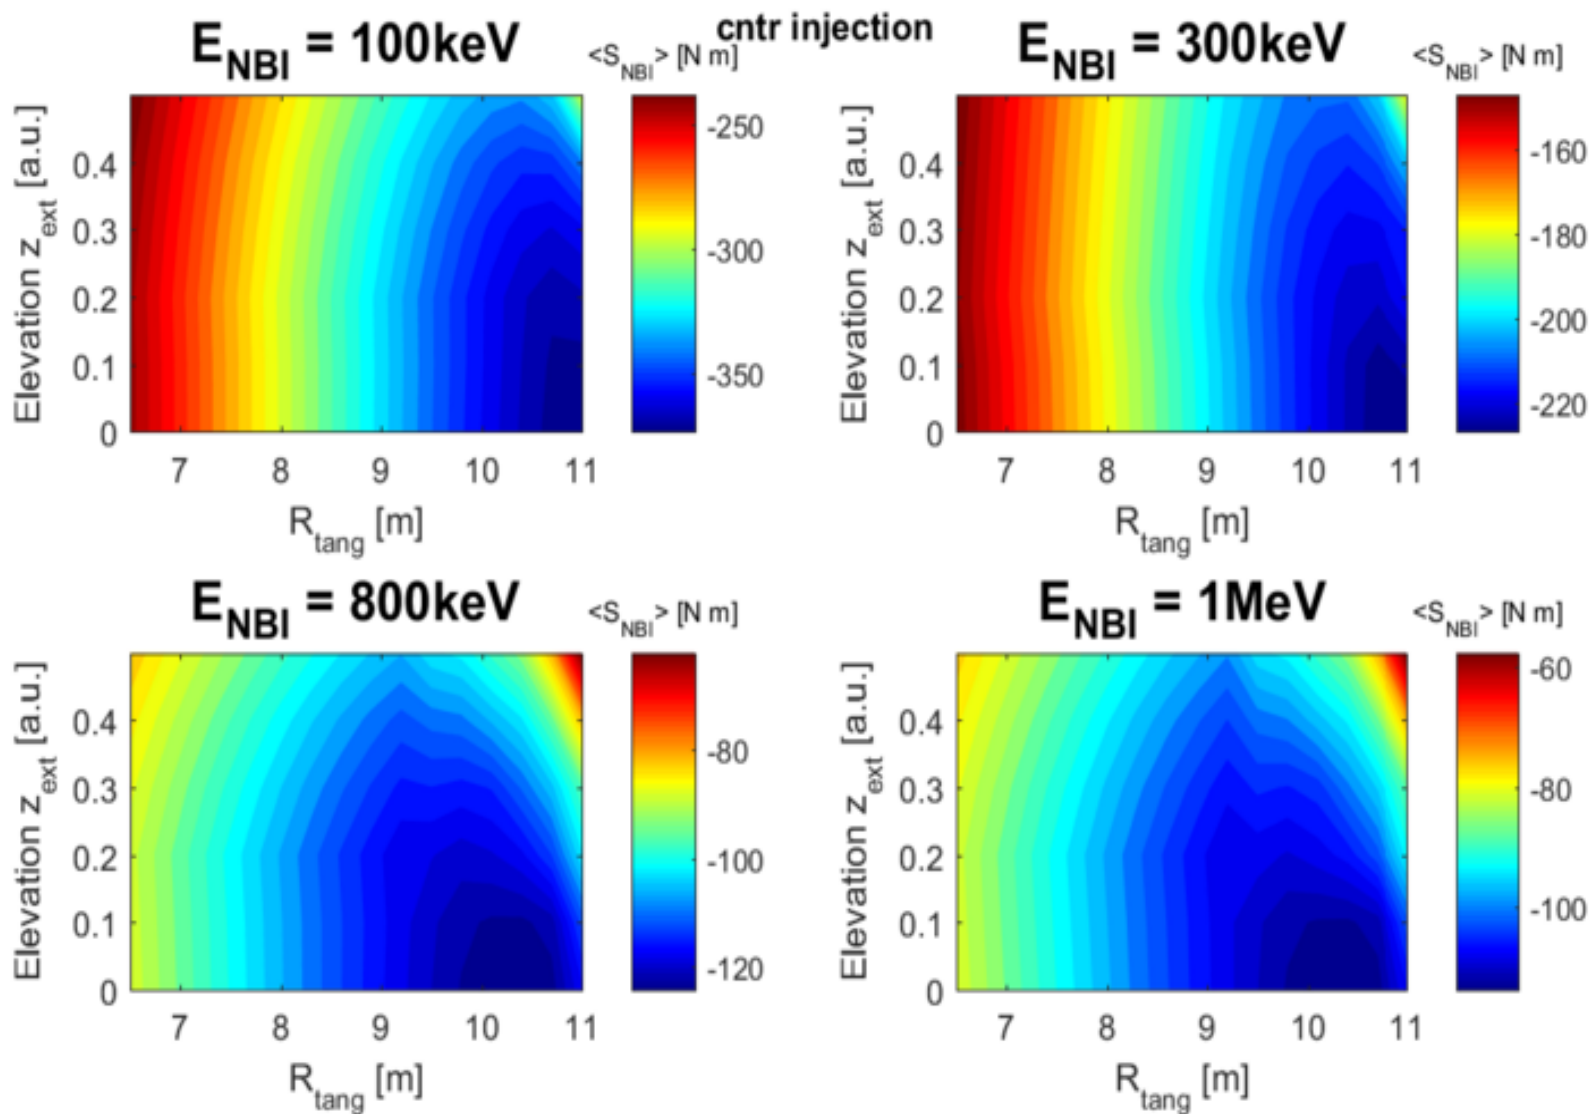 cntr injection
E_NBI = 100keV
<S_NBI> [N m]
Elevation z_ext [a.u.]
0.4
0.3
0.2
0.1
0
7 8 9 10 11
R_tang [m]
-250
-300
-350
E_NBI = 300keV
<S_NBI> [N m]
Elevation z_ext [a.u.]
0.4
0.3
0.2
0.1
0
7 8 9 10 11
R_tang [m]
-160
-180
-200
-220
E_NBI = 800keV
<S_NBI> [N m]
Elevation z_ext [a.u.]
0.4
0.3
0.2
0.1
0
7 8 9 10 11
R_tang [m]
-80
-100
-120
E_NBI = 1MeV
<S_NBI> [N m]
Elevation z_ext [a.u.]
0.4
0.3
0.2
0.1
0
7 8 9 10 11
R_tang [m]
-60
-80
-100